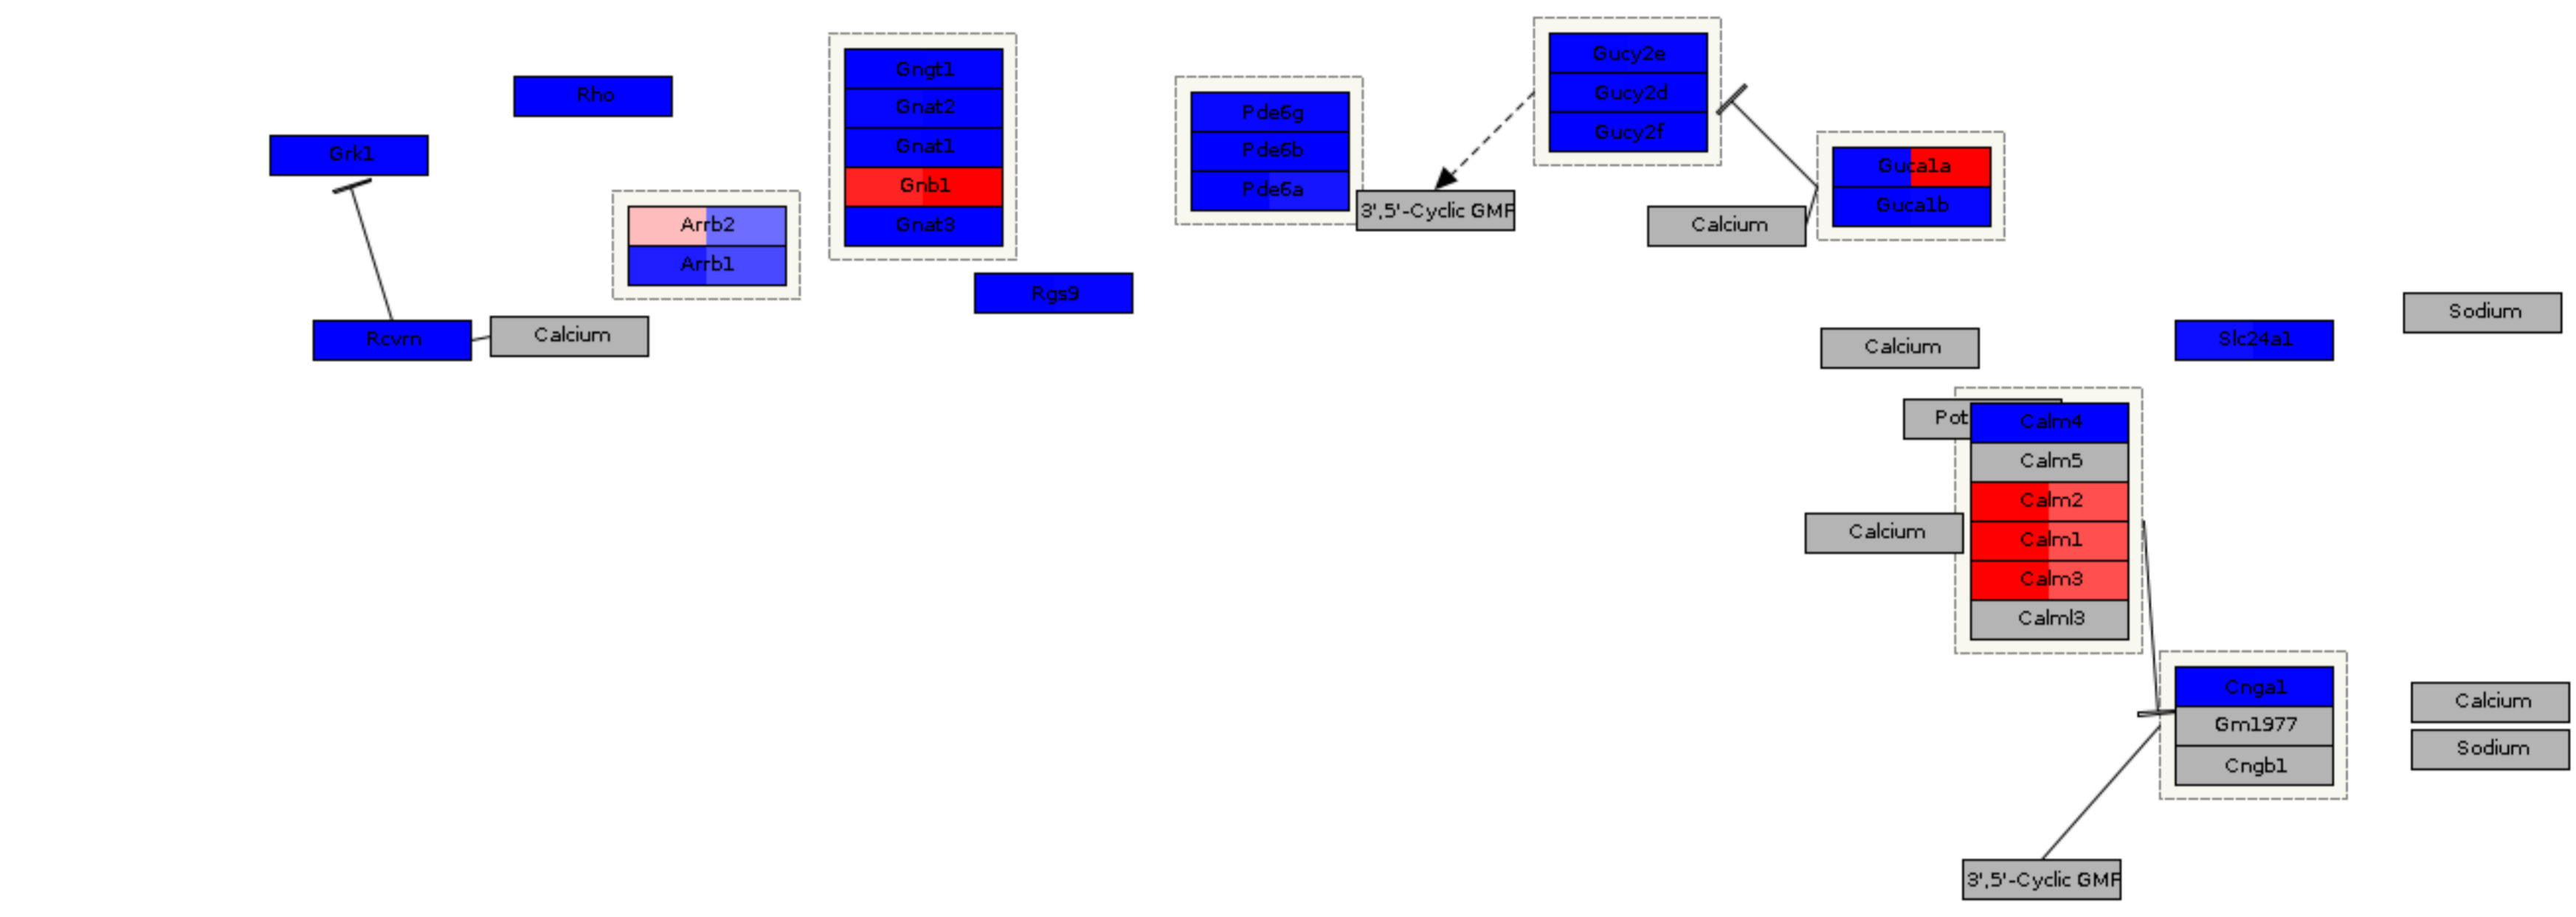 Rho
Grk1
Rcvrn
Calcium
Arrb2
Arrb1
Gngt1
Gnat2
Gnat1
Gnb1
Gnat3
Rgs9
Pde6g
Pde6b
Pde6a
3',5'-Cyclic GMP
Gucy2e
Gucy2d
Gucy2f
Calcium
Guca1a
Guca1b
Sodium
Calcium
Slc24a1
Pot
Calm4
Calm5
Calm2
Calcium
Calm1
Calm3
Calml3
Cnga1
Gm1977
Cngb1
Calcium
Sodium
3',5'-Cyclic GMP